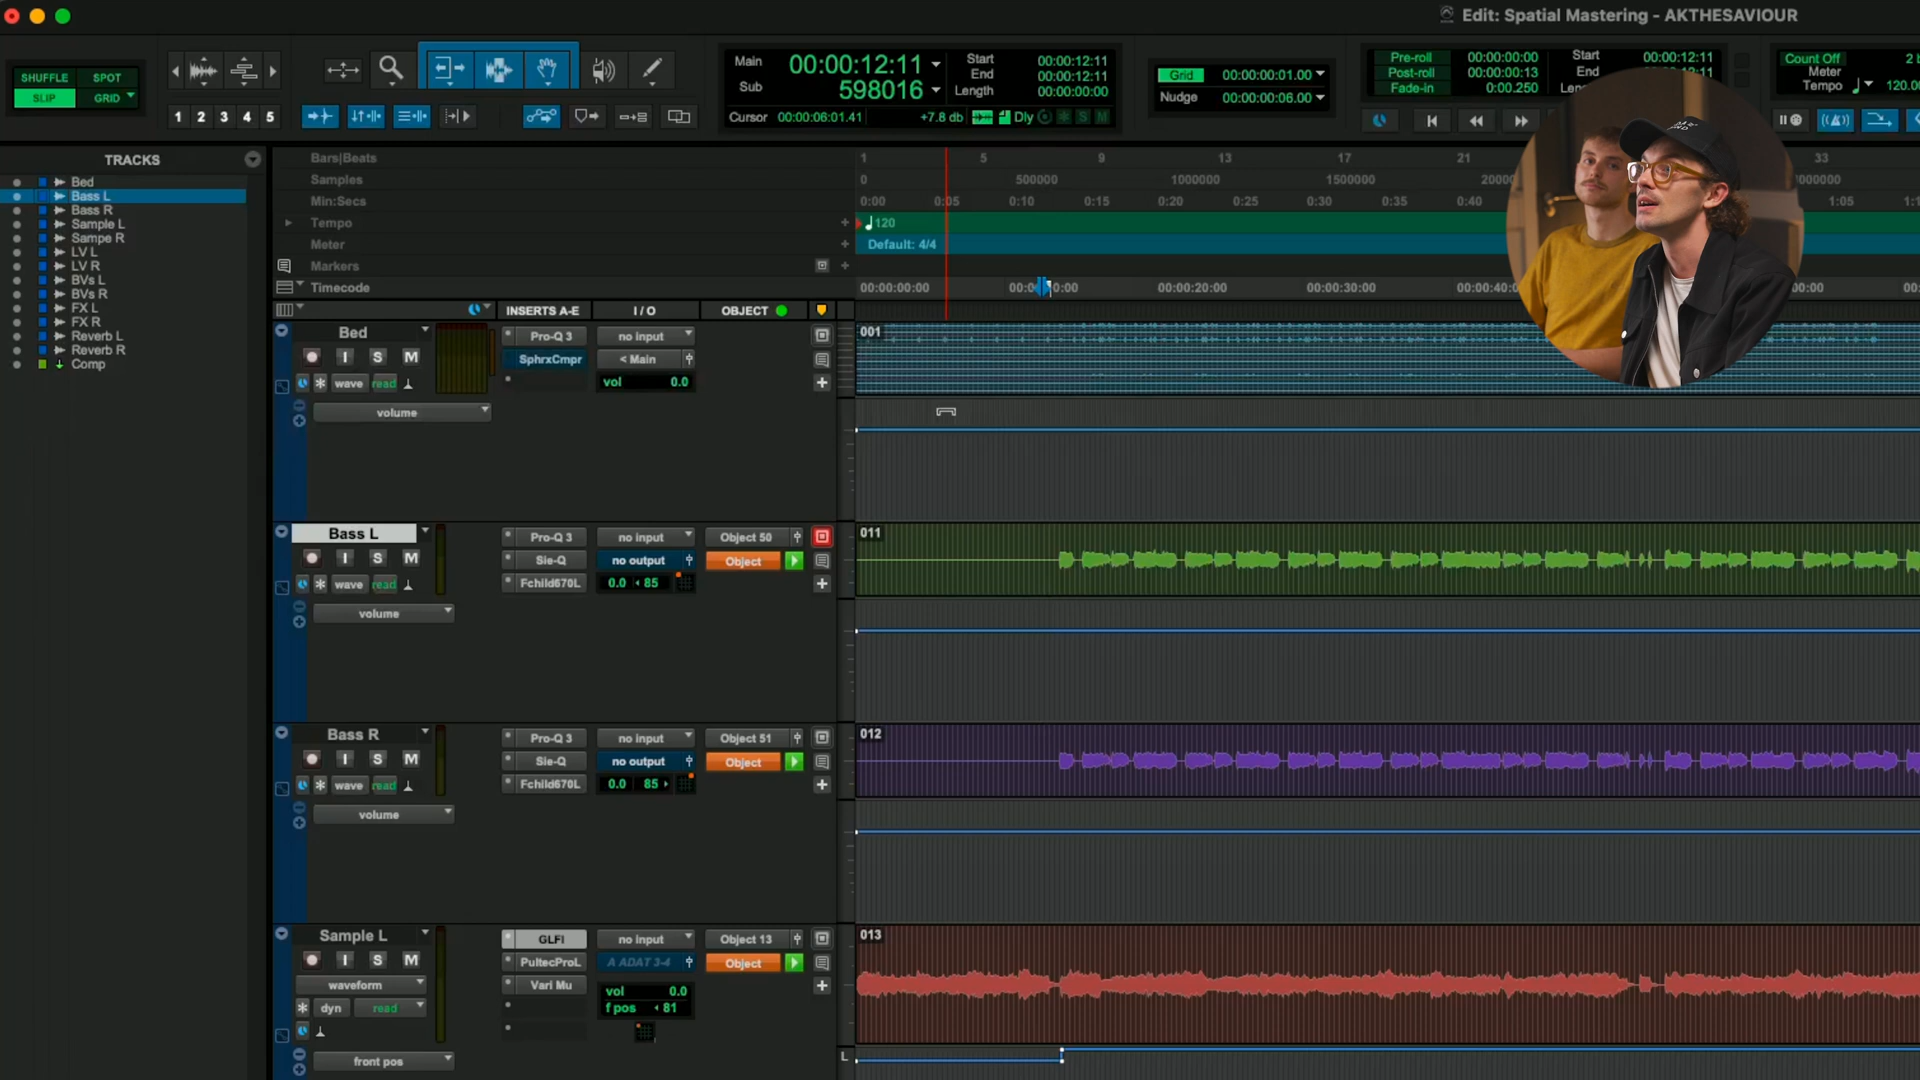 Edit: Spatial Mastering - AKTHESAVIOUR
SHUFFLE SPOT
SLIP GRID
1 2 3 4 5
Main 00:00:12:11
Sub 598016
Start 00:00:12:11
End 00:00:12:11
Length 00:00:00:00
Cursor 00:00:06:01.41 +7.8 db Dly S M
Grid 00:00:00:01.00
Nudge 00:00:00:06.00
Pre-roll 00:00:00:00
Post-roll 00:00:00:13
Fade-in 0:00.250
Start 00:00:12:11
End 00:00:12:11
Count Off 2 b
Meter
Tempo 120.00
TRACKS
Bed
Bass L
Bass R
Sample L
Sampe R
LV L
LV R
BVs L
BVs R
FX L
FX R
Reverb L
Reverb R
Comp
Bars|Beats 1 5 9 13 17 21 33
Samples 0 500000 1000000 1500000
Min:Secs 0:00 0:05 0:10 0:15 0:20 0:25 0:30 0:35 0:40 1:05
Tempo 120
Meter Default: 4/4
Markers
Timecode 00:00:00:00 00:00:20:00 00:00:30:00
INSERTS A-E I / O OBJECT
Bed Pro-Q 3 no input 001
I S M SphrxCmpr < Main
wave read vol 0.0
volume
Bass L Pro-Q 3 no input Object 50 011
I S M Sie-Q no output Object
wave read Fchild670L 0.0 85
volume
Bass R Pro-Q 3 no input Object 51 012
I S M Sie-Q no output Object
wave read Fchild670L 0.0 85
volume
Sample L GLFI no input Object 13 013
I S M PultecProL A ADAT 3-4 Object
waveform Vari Mu vol 0.0
dyn read f pos 81
front pos L